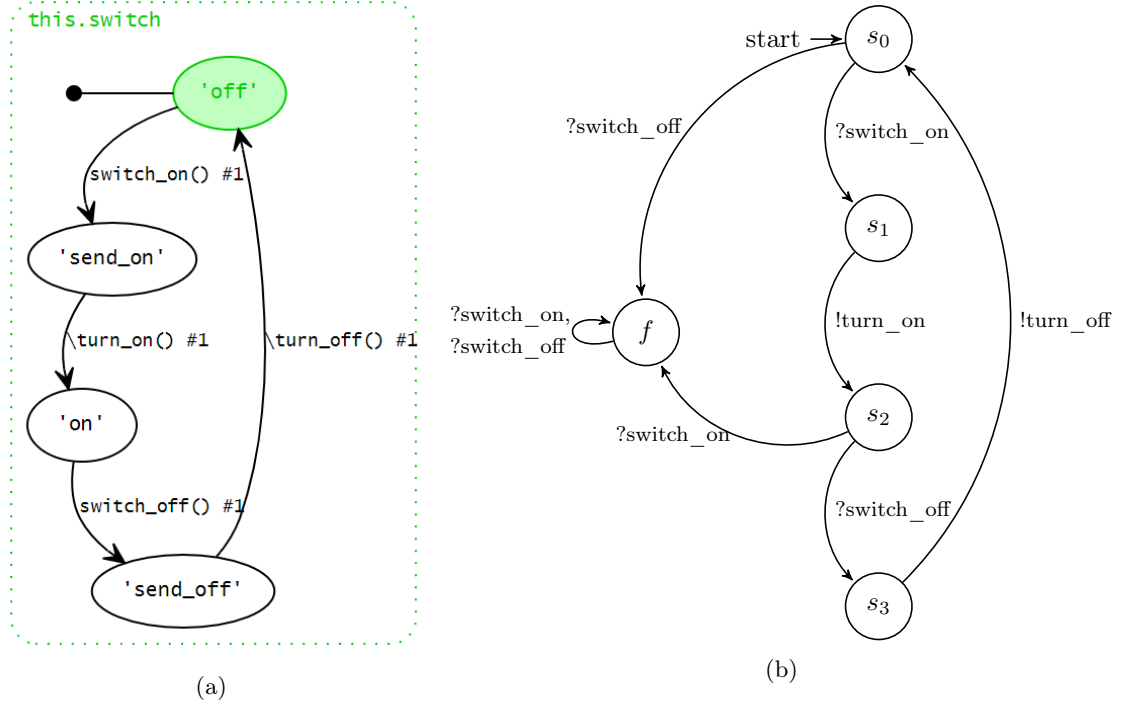 this.switch
'off'
switch_on() #1
'send_on'
\turn_on() #1
\turn_off() #1
'on'
switch_off() #1
'send_off'
(a)
start
s0
?switch_off
?switch_on
s1
?switch_on,
?switch_off
f
!turn_on
!turn_off
s2
?switch_on
?switch_off
s3
(b)